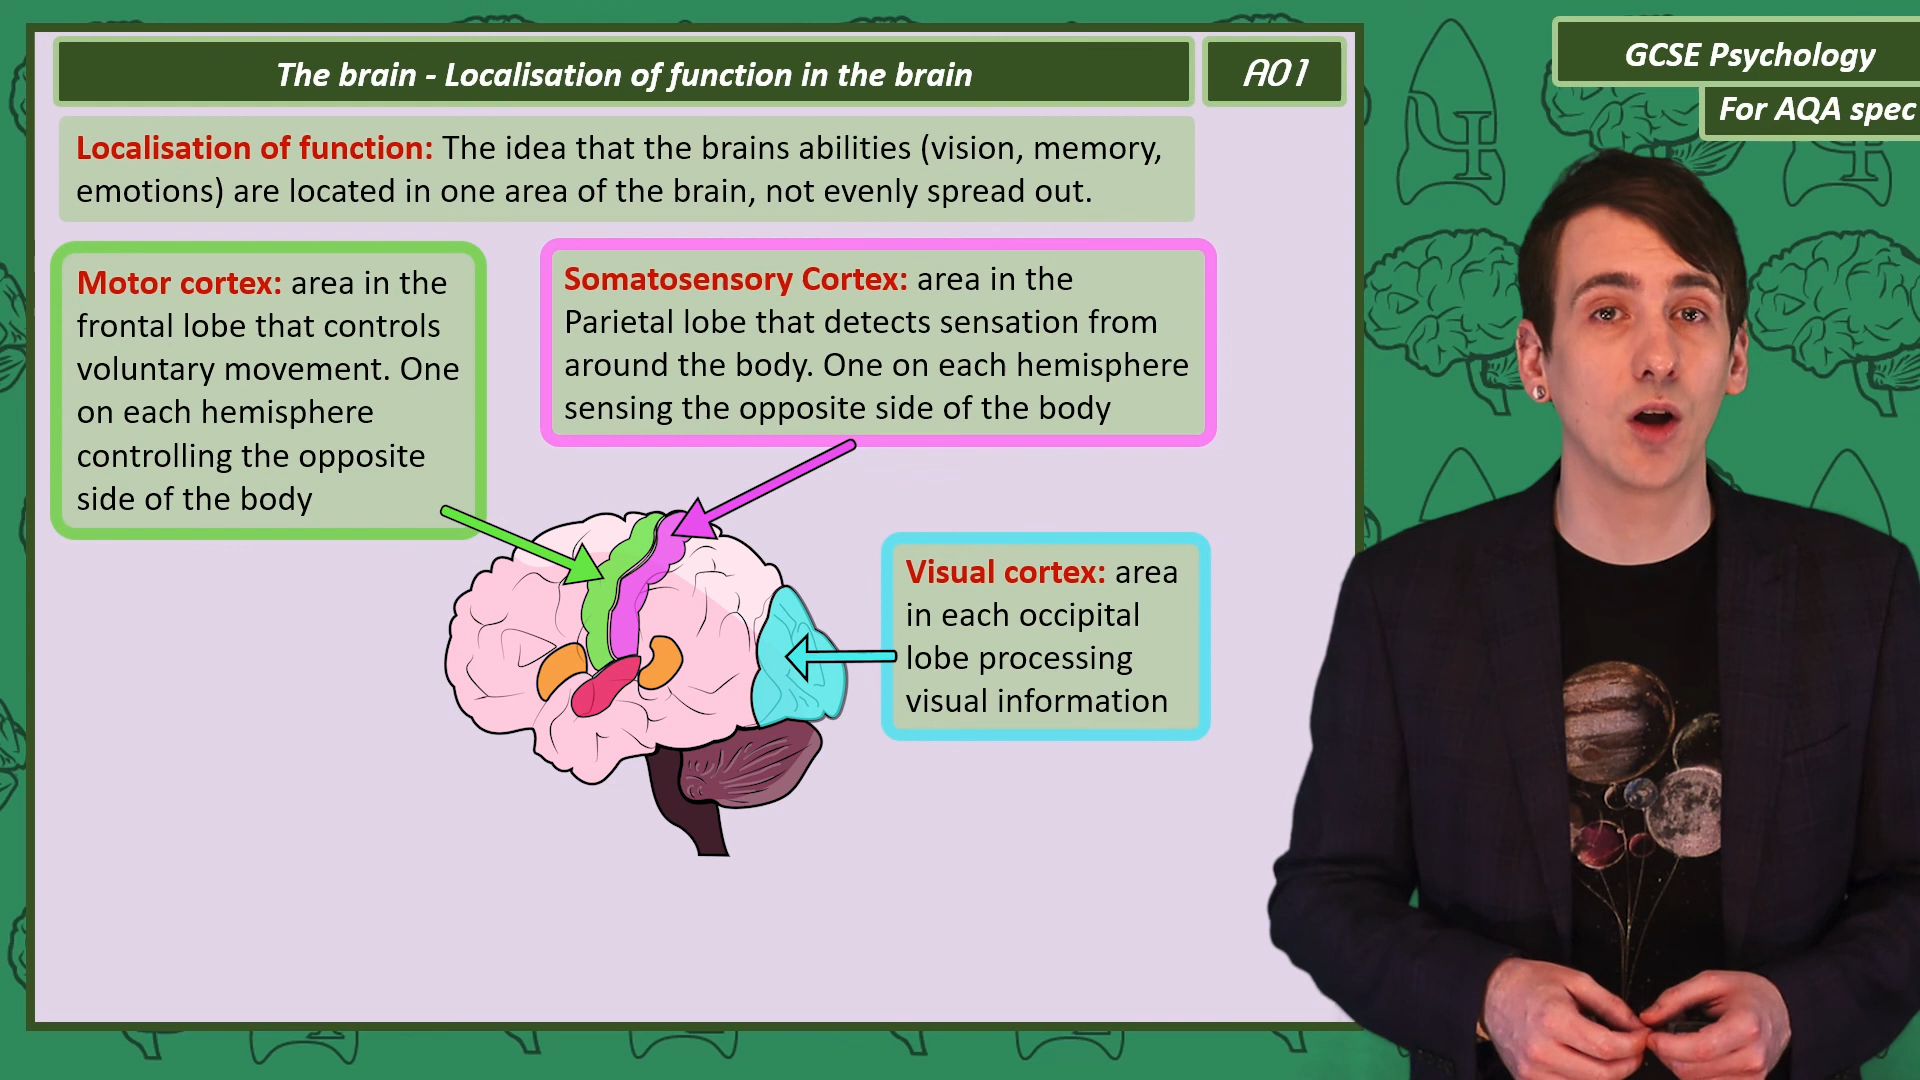 The brain - Localisation of function in the brain
AO1
GCSE Psychology
For AQA spec
Localisation of function: The idea that the brains abilities (vision, memory,
emotions) are located in one area of the brain, not evenly spread out.
Motor cortex: area in the
frontal lobe that controls
voluntary movement. One
on each hemisphere
controlling the opposite
side of the body
Somatosensory Cortex: area in the
Parietal lobe that detects sensation from
around the body. One on each hemisphere
sensing the opposite side of the body
Visual cortex: area
in each occipital
lobe processing
visual information